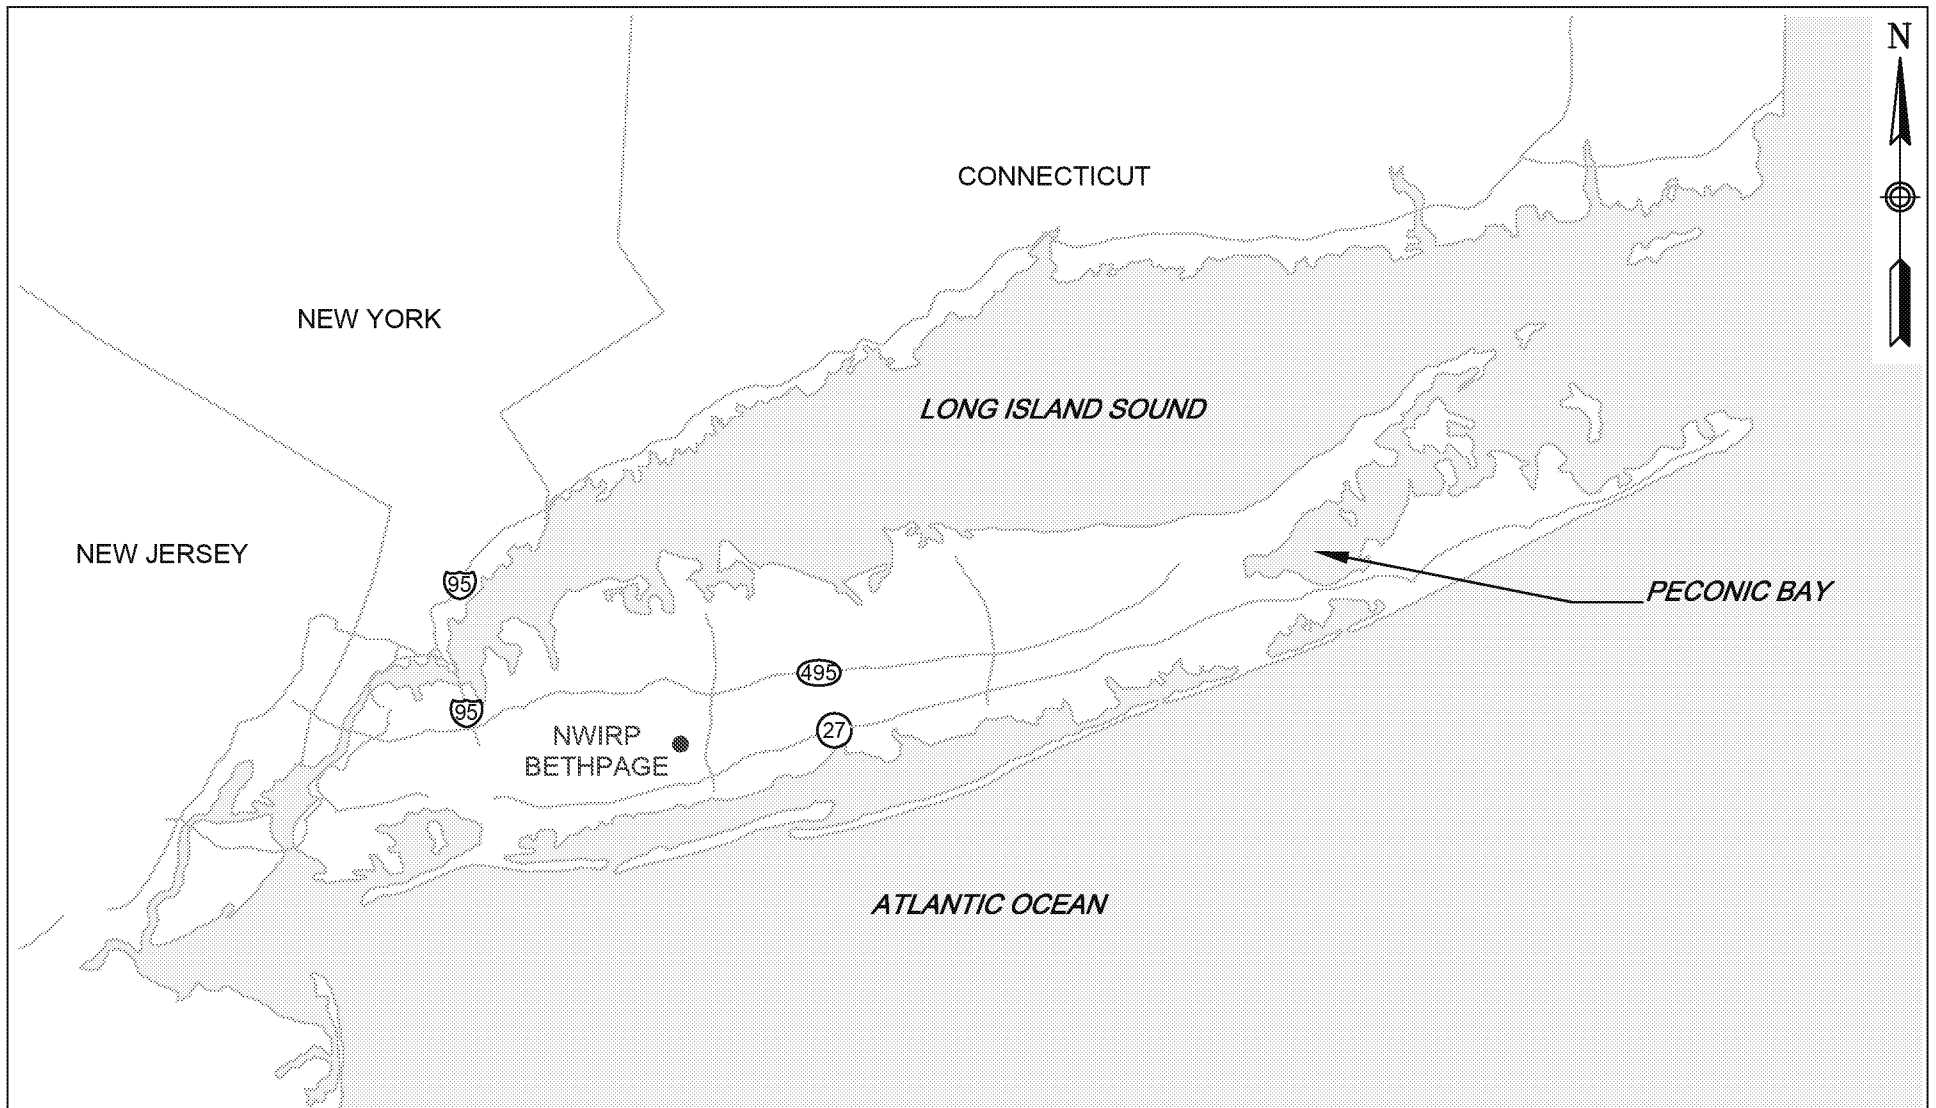 N
CONNECTICUT
NEW YORK
LONG ISLAND SOUND
NEW JERSEY
95
PECONIC BAY
495
95
27
NWIRP
BETHPAGE
ATLANTIC OCEAN